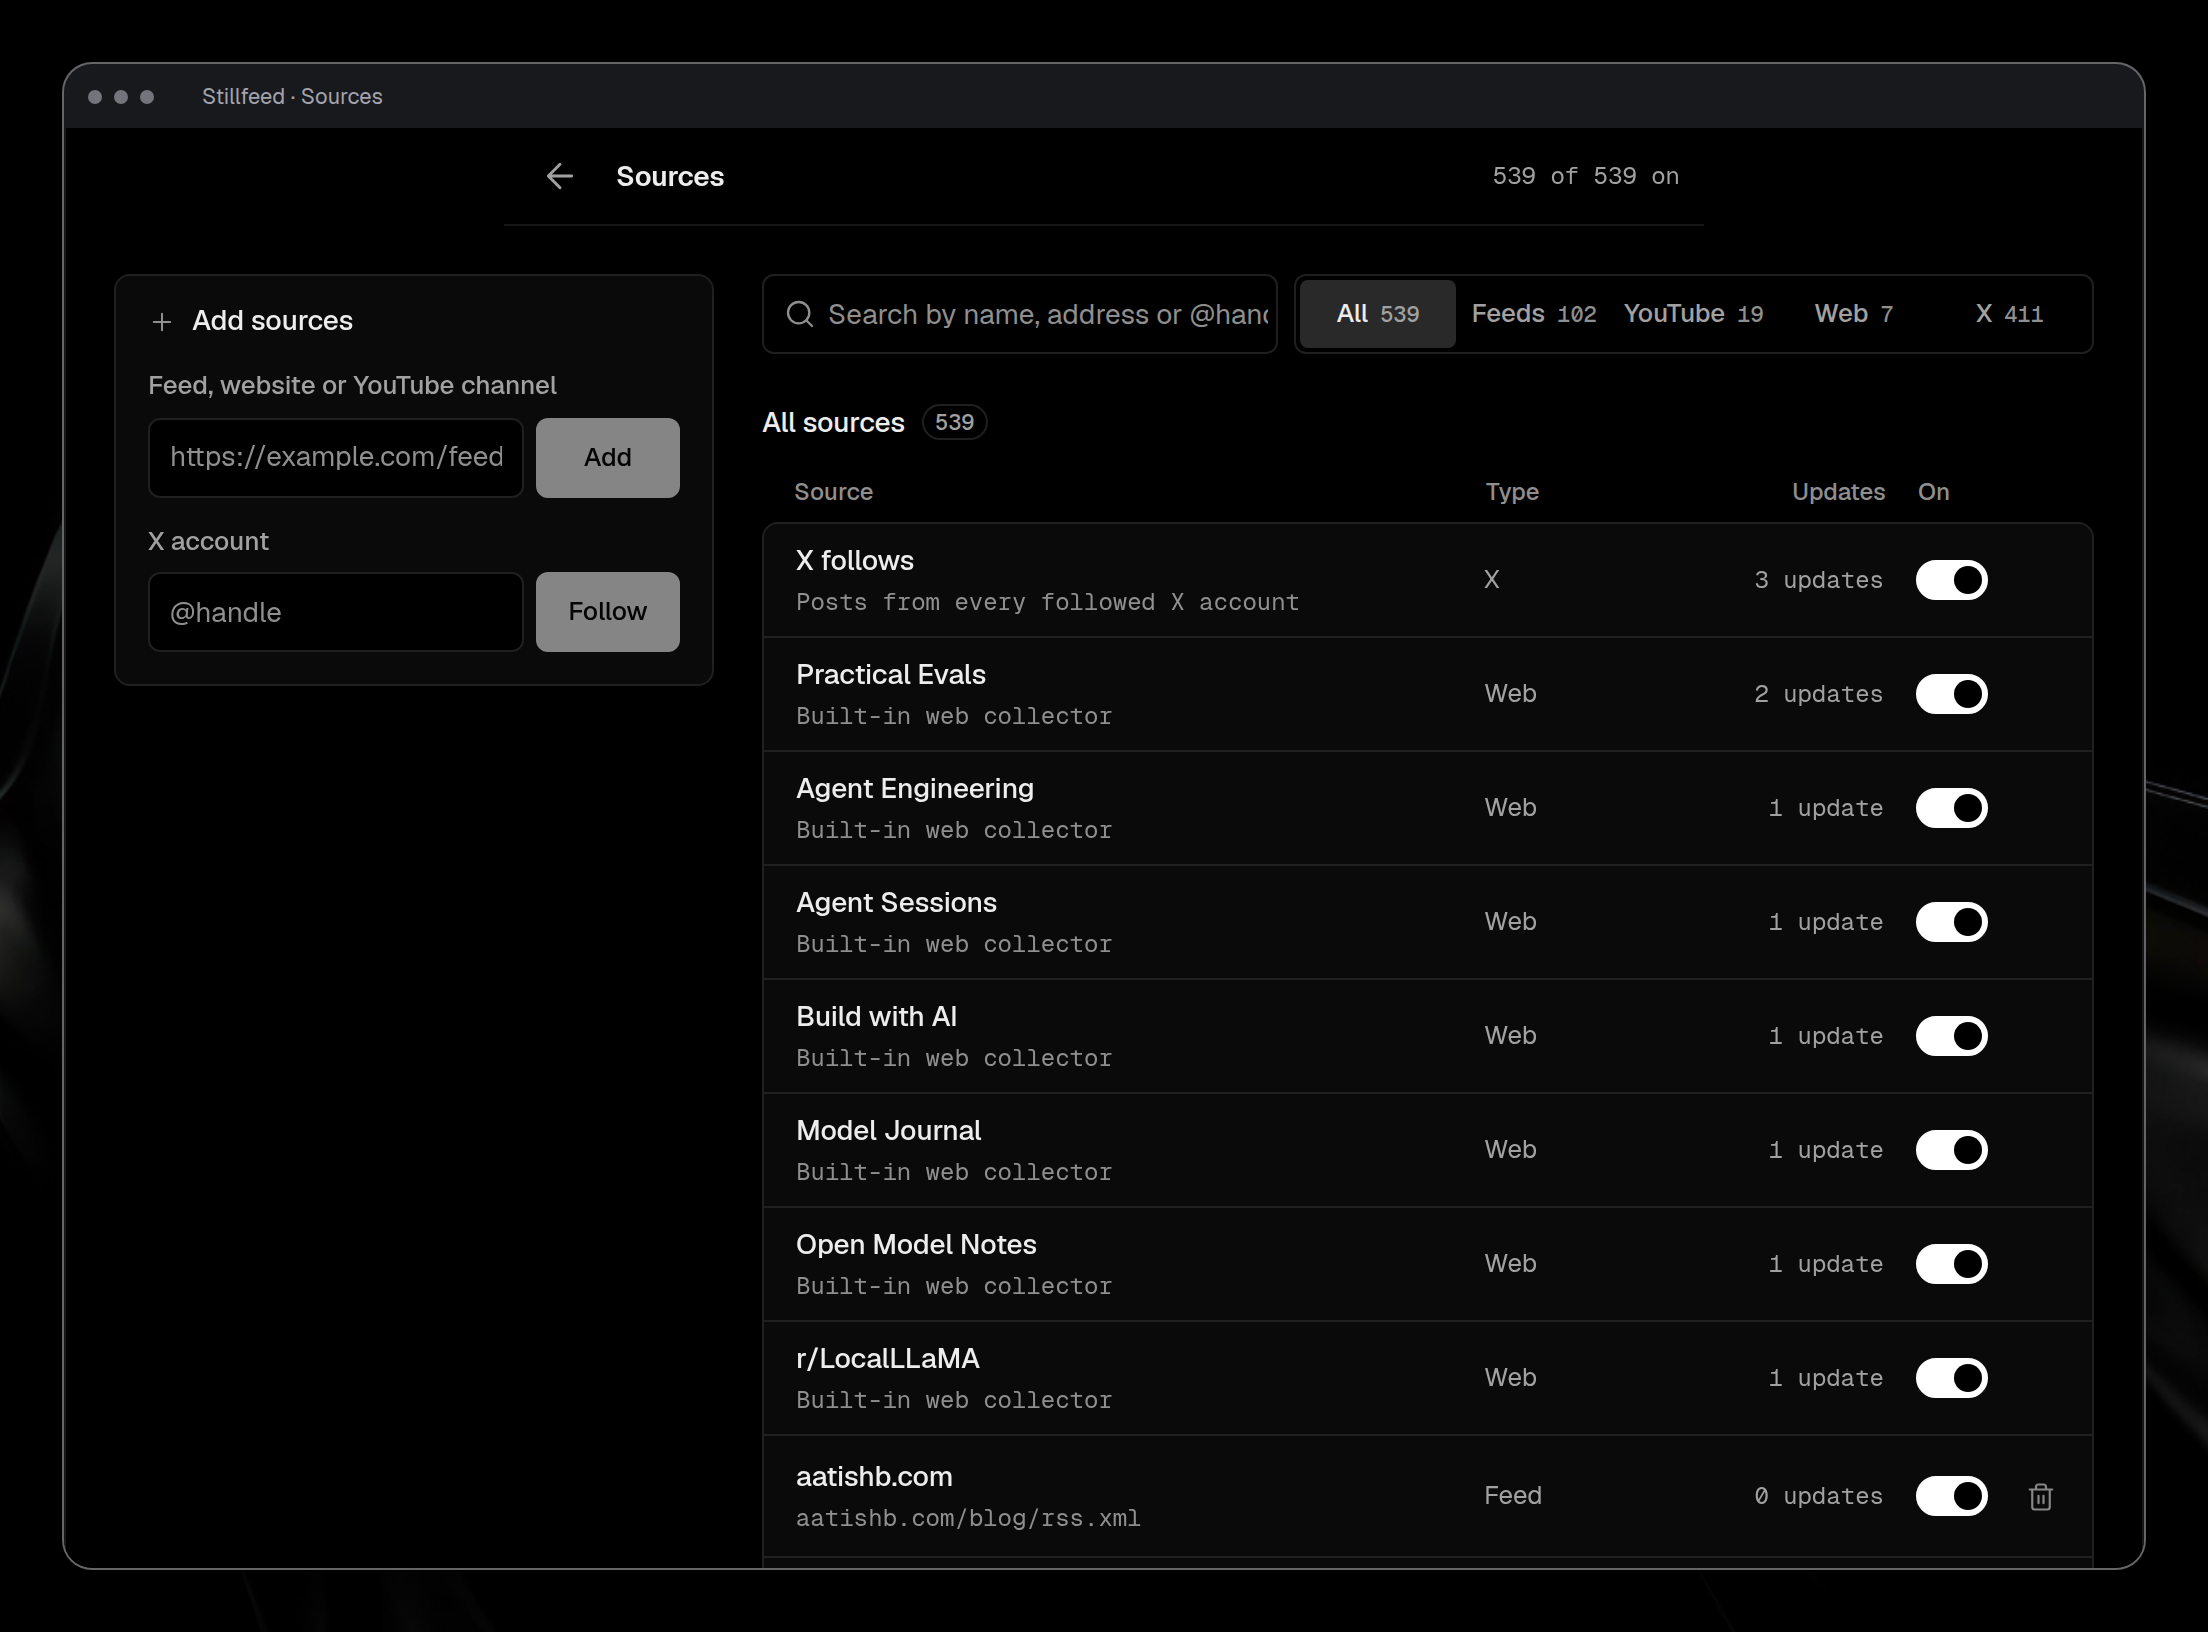 Stillfeed · Sources
Sources
539 of 539 on
Add sources
Feed, website or YouTube channel
https://example.com/feed
Add
X account
@handle
Follow
Search by name, address or @hand
All 539
Feeds 102
YouTube 19
Web 7
X 411
All sources 539
Source Type Updates On
X follows
Posts from every followed X account
X
3 updates
Practical Evals
Built-in web collector
Web
2 updates
Agent Engineering
Built-in web collector
Web
1 update
Agent Sessions
Built-in web collector
Web
1 update
Build with AI
Built-in web collector
Web
1 update
Model Journal
Built-in web collector
Web
1 update
Open Model Notes
Built-in web collector
Web
1 update
r/LocalLLaMA
Built-in web collector
Web
1 update
aatishb.com
aatishb.com/blog/rss.xml
Feed
0 updates